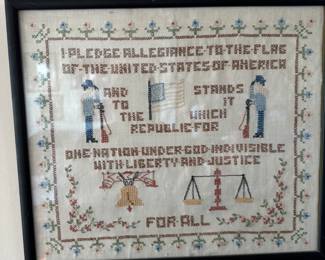 I·PLEDGE·ALLEGIANCE·TO·THE·FLAG
OF·THE·UNITED·STATES·OF·AMERICA
AND STANDS
TO IT
THE WHICH
REPUBLIC·FOR
ONE·NATION·UNDER·GOD·INDIVISIBLE
WITH·LIBERTY·AND·JUSTICE
FOR·ALL